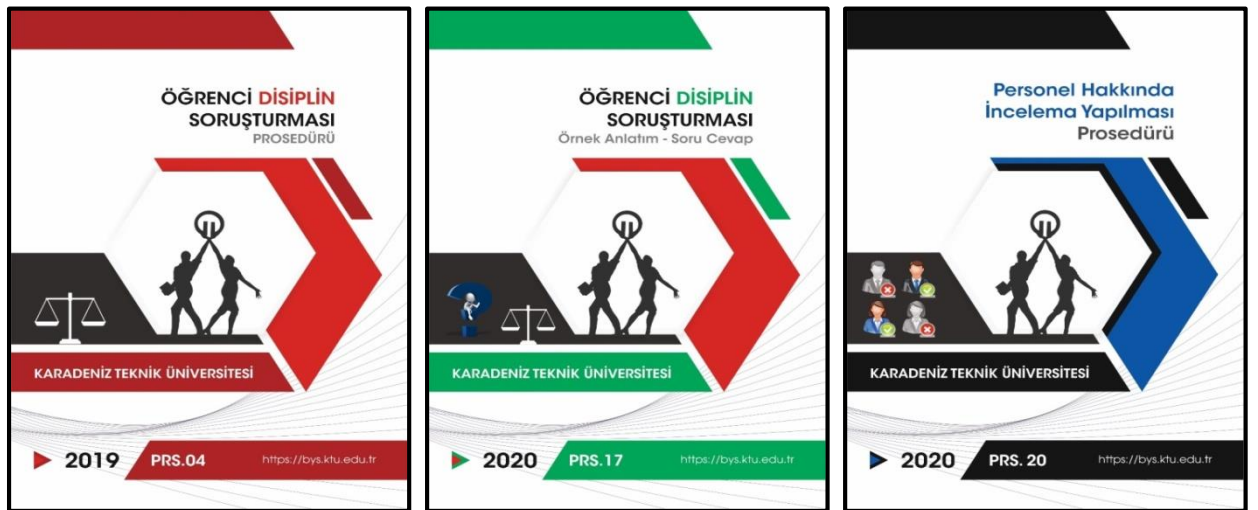 ÖĞRENCİ DİSİPLİN
SORUŞTURMASI
PROSEDÜRÜ
KARADENİZ TEKNİK ÜNİVERSİTESİ
2019 PRS.04 https://bys.ktu.edu.tr
ÖĞRENCİ DİSİPLİN
SORUŞTURMASI
Örnek Anlatım - Soru Cevap
KARADENİZ TEKNİK ÜNİVERSİTESİ
2020 PRS.17 https://bys.ktu.edu.tr
Personel Hakkında
İncelema Yapılması
Prosedürü
KARADENİZ TEKNİK ÜNİVERSİTESİ
2020 PRS. 20 https://bys.ktu.edu.tr